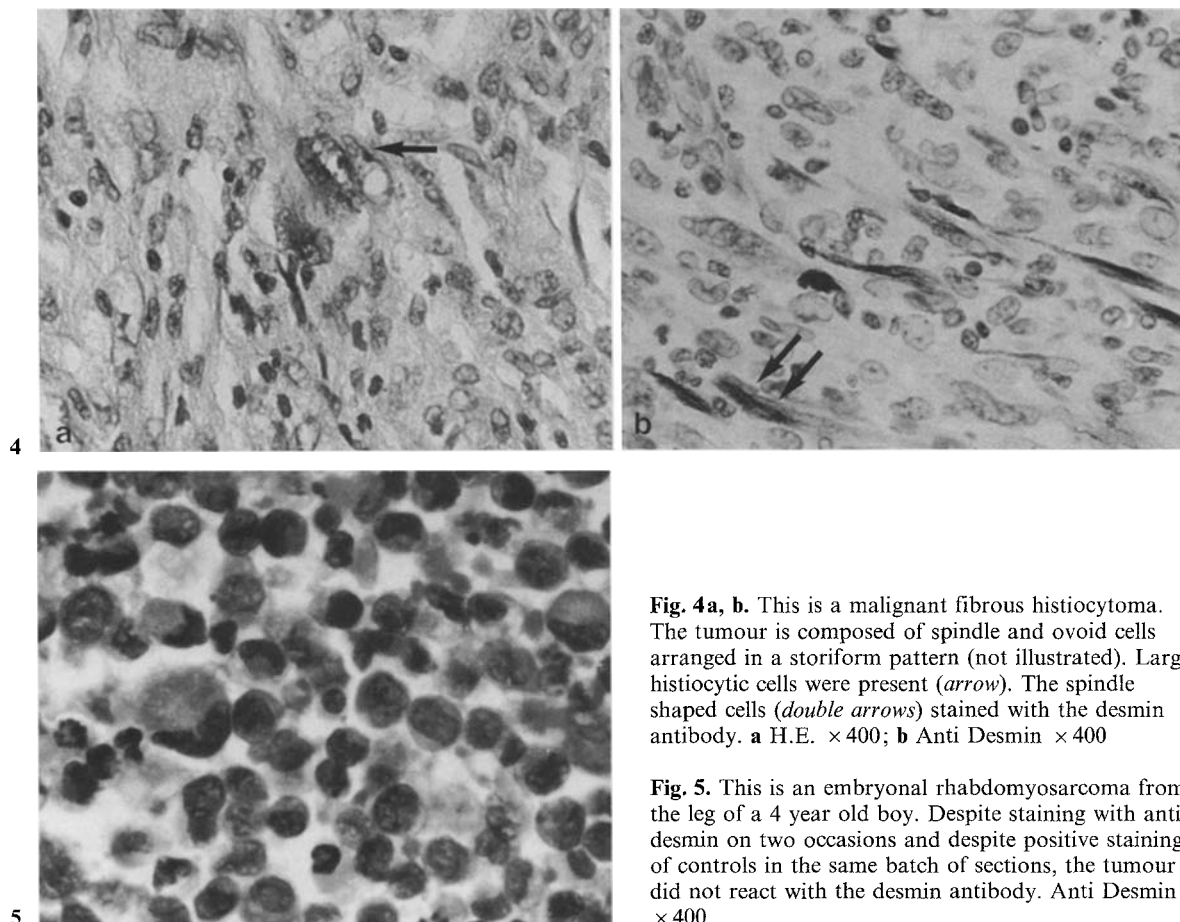 a
b
4
Fig. 4a, b. This is a malignant fibrous histiocytoma.
The tumour is composed of spindle and ovoid cells
arranged in a storiform pattern (not illustrated). Larg
histiocytic cells were present (arrow). The spindle
shaped cells (double arrows) stained with the desmin
antibody. a H.E. × 400; b Anti Desmin × 400
Fig. 5. This is an embryonal rhabdomyosarcoma from
the leg of a 4 year old boy. Despite staining with anti
desmin on two occasions and despite positive staining
of controls in the same batch of sections, the tumour
did not react with the desmin antibody. Anti Desmin
× 400
5